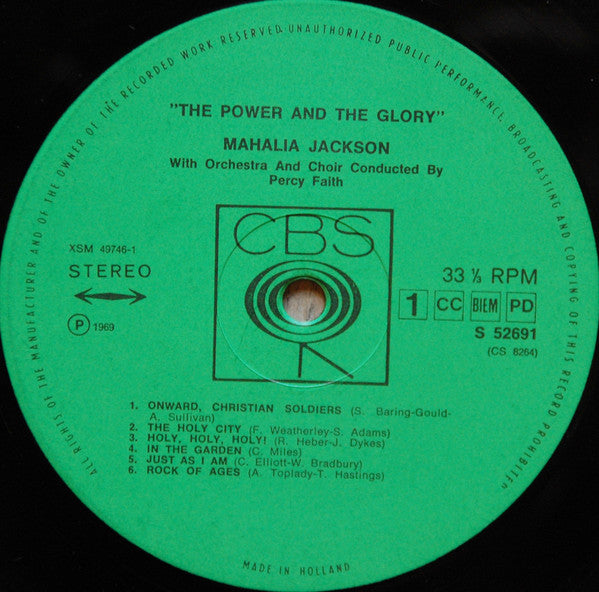 ALL RIGHTS OF THE MANUFACTURER AND OF THE OWNER OF THE RECORDED WORK RESERVED. UNAUTHORIZED PUBLIC PERFORMANCE, BROADCASTING AND COPYING OF THIS RECORD PROHIBITED
"THE POWER AND THE GLORY"
MAHALIA JACKSON
With Orchestra And Choir Conducted By
Percy Faith
CBS
XSM 49746-1
STEREO
Ⓟ 1969
33 ⅓ RPM
1 CC BIEM PD
S 52691
(CS 8264)
1. ONWARD, CHRISTIAN SOLDIERS (S. Baring-Gould-
A. Sullivan)
2. THE HOLY CITY (F. Weatherley-S. Adams)
3. HOLY, HOLY, HOLY! (R. Heber-J. Dykes)
4. IN THE GARDEN (C. Miles)
5. JUST AS I AM (C. Elliott-W. Bradbury)
6. ROCK OF AGES (A. Toplady-T. Hastings)
MADE IN HOLLAND